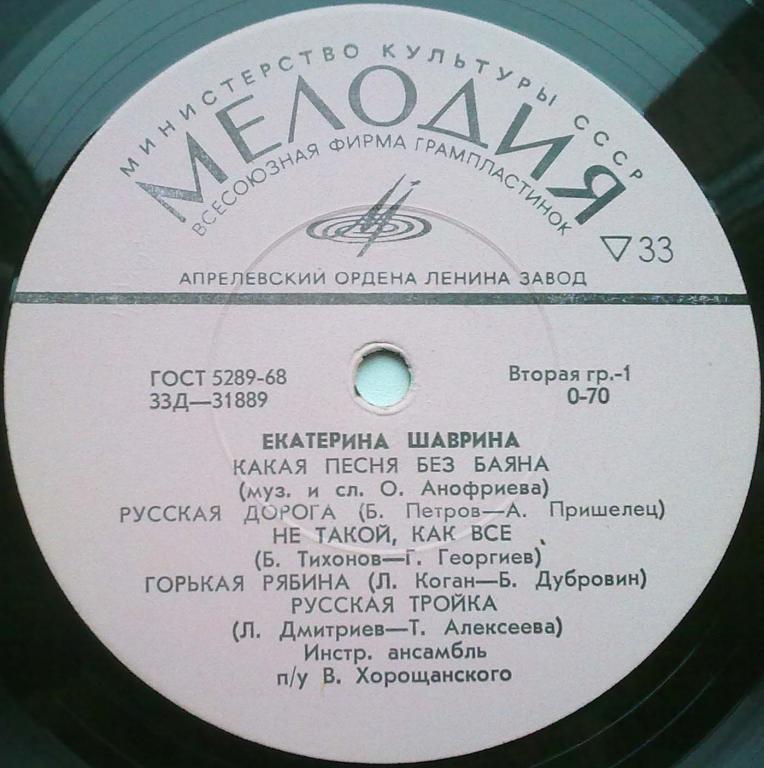 МИНИСТЕРСТВО КУЛЬТУРЫ СССР
МЕЛОДИЯ
ВСЕСОЮЗНАЯ ФИРМА ГРАМПЛАСТИНОК
33
АПРЕЛЕВСКИЙ ОРДЕНА ЛЕНИНА ЗАВОД
ГОСТ 5289-68 Вторая гр.-1
33Д—31889 0-70
ЕКАТЕРИНА ШАВРИНА
КАКАЯ ПЕСНЯ БЕЗ БАЯНА
(муз. и сл. О. Анофриева)
РУССКАЯ ДОРОГА (Б. Петров—А. Пришелец)
НЕ ТАКОЙ, КАК ВСЕ
(Б. Тихонов—Г. Георгиев)
ГОРЬКАЯ РЯБИНА (Л. Коган—Б. Дубровин)
РУССКАЯ ТРОЙКА
(Л. Дмитриев—Т. Алексеева)
Инстр. ансамбль
п/у В. Хорощанского